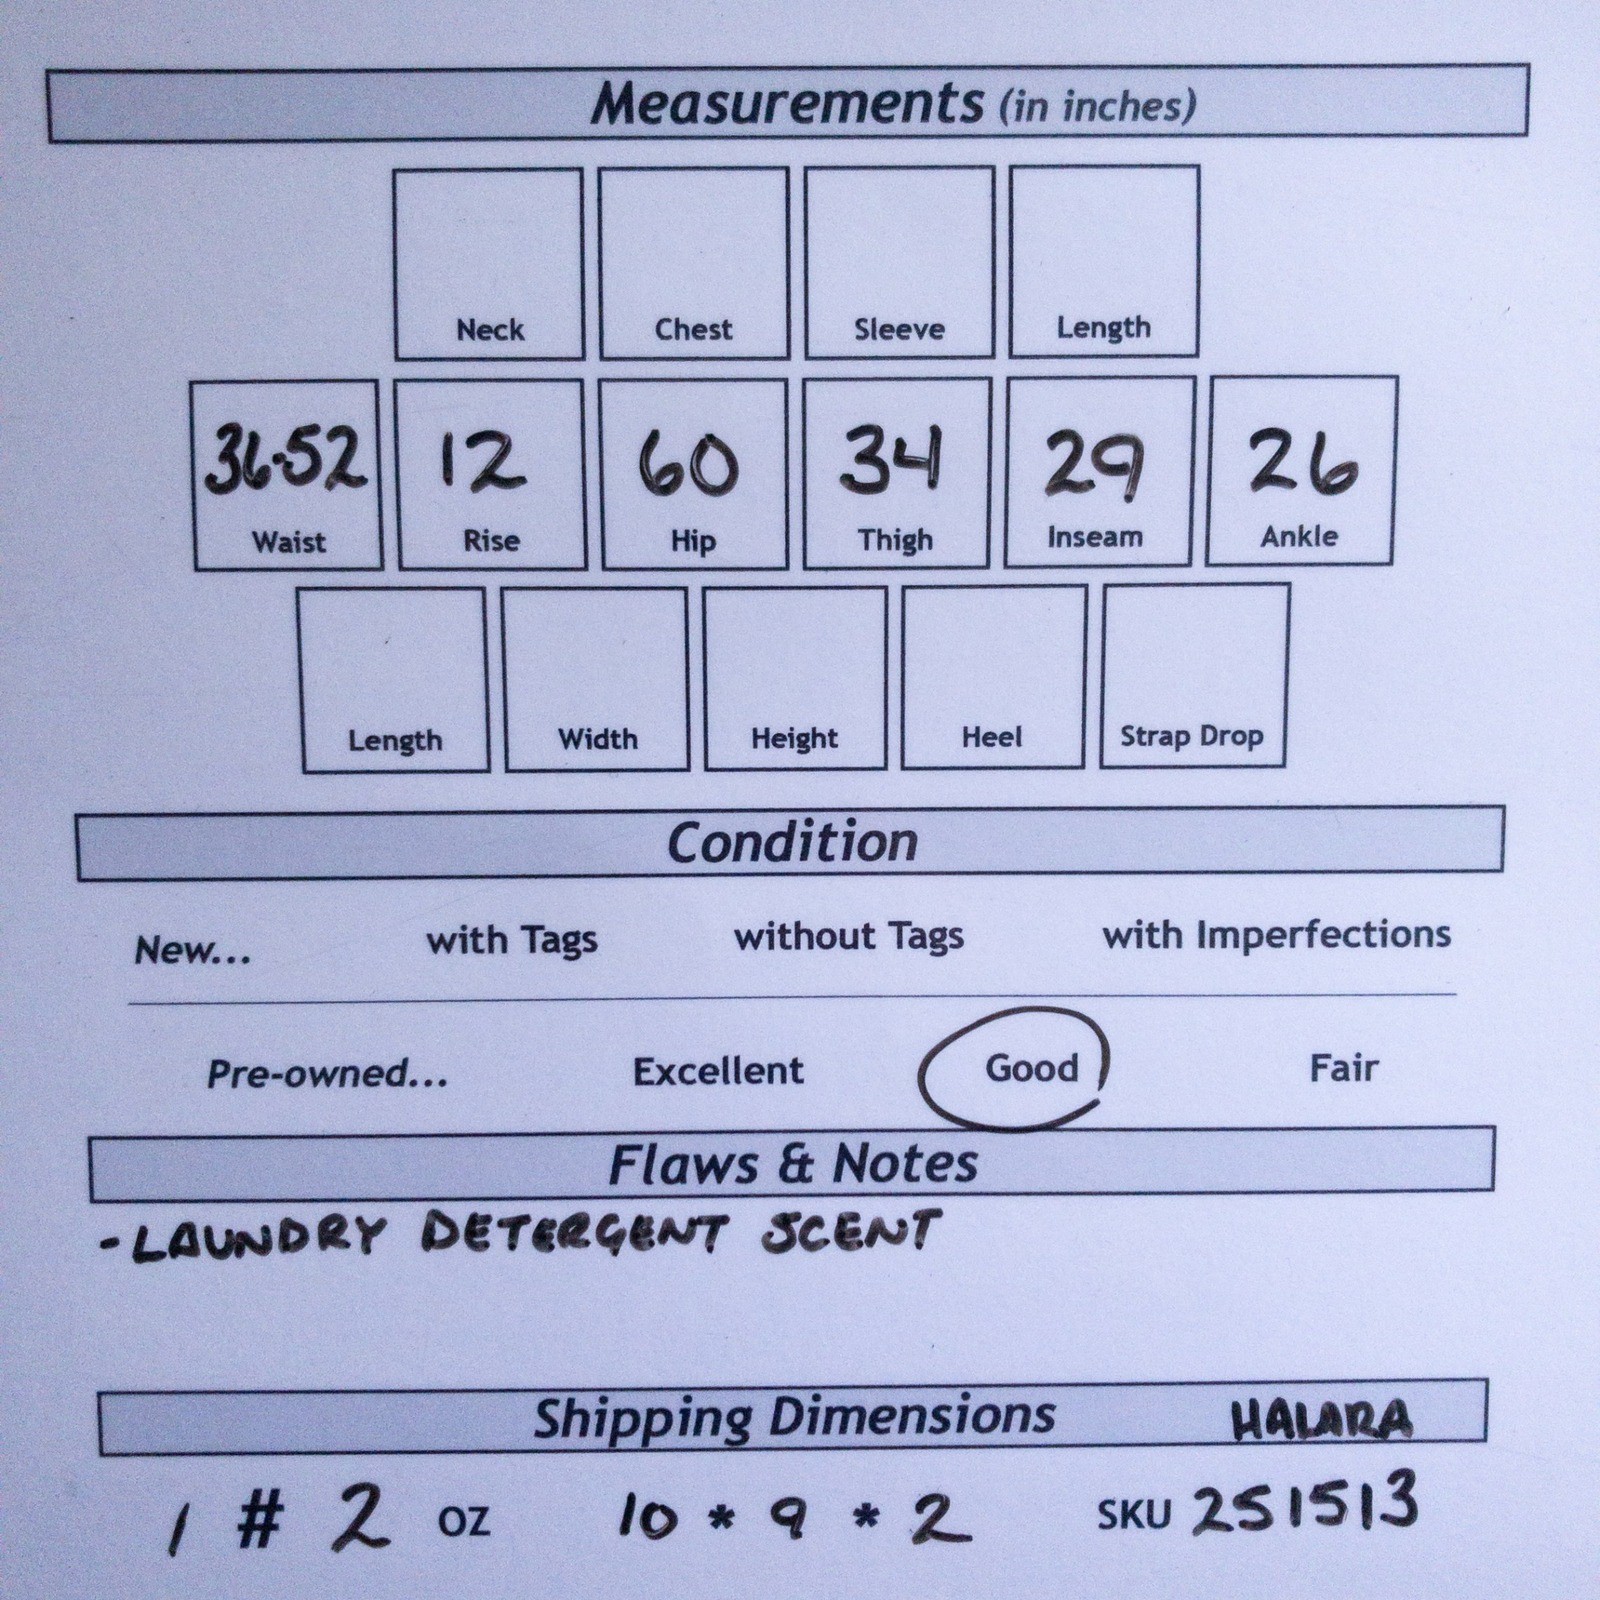 Measurements (in inches)
Neck Chest Sleeve Length
36-52 12 60 34 29 26
Waist Rise Hip Thigh Inseam Ankle
Length Width Height Heel Strap Drop
Condition
New... with Tags without Tags with Imperfections
Pre-owned... Excellent Good Fair
Flaws & Notes
-LAUNDRY DETERGENT SCENT
Shipping Dimensions HALARA
1 # 2 oz 10 * 9 * 2 SKU 251513